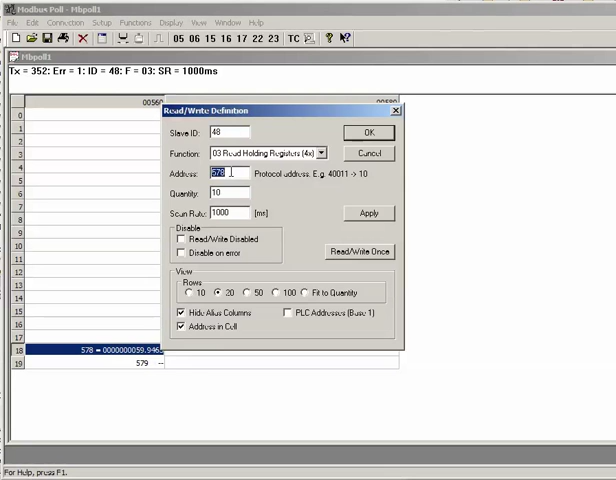 Modbus Poll - Mbpoll1
File Edit Connection Setup Functions Display View Window Help
05 06 15 16 17 22 23 TC
Mbpoll1
Tx = 352: Err = 1: ID = 48: F = 03: SR = 1000ms
00560 00580
0
1
2
3
4
5
6
7
8
9
10
11
12
13
14
15
16
17
18 578 = 0000000059.946
19 579 --
Read/Write Definition
Slave ID: 48 OK
Function: 03 Read Holding Registers (4x) Cancel
Address: 578 Protocol address. E.g. 40011 -> 10
Quantity: 10
Scan Rate: 1000 [ms] Apply
Disable
Read/Write Disabled
Disable on error Read/Write Once
View
Rows
10 20 50 100 Fit to Quantity
Hide Alias Columns PLC Addresses (Base 1)
Address in Cell
For Help, press F1.